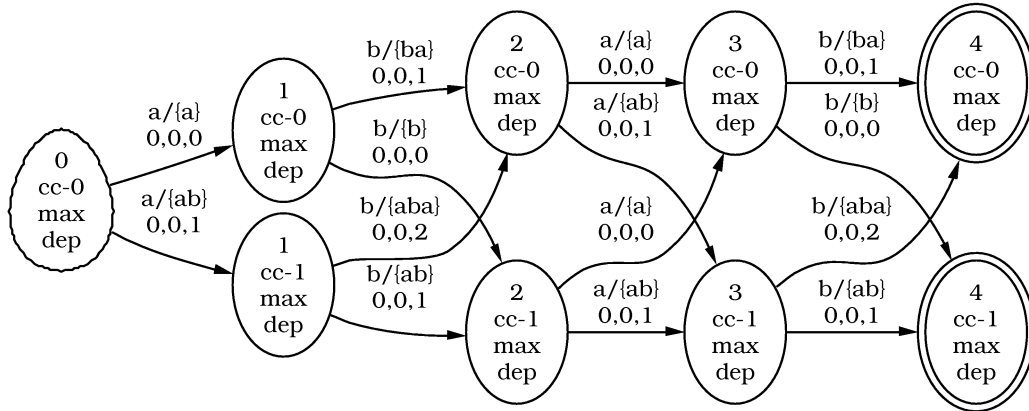 0
cc-0
max
dep
a/{a}
0,0,0
a/{ab}
0,0,1
1
cc-0
max
dep
1
cc-1
max
dep
b/{ba}
0,0,1
b/{b}
0,0,0
b/{aba}
0,0,2
b/{ab}
0,0,1
2
cc-0
max
dep
2
cc-1
max
dep
a/{a}
0,0,0
a/{ab}
0,0,1
a/{a}
0,0,0
a/{ab}
0,0,1
3
cc-0
max
dep
3
cc-1
max
dep
b/{ba}
0,0,1
b/{b}
0,0,0
b/{aba}
0,0,2
b/{ab}
0,0,1
4
cc-0
max
dep
4
cc-1
max
dep